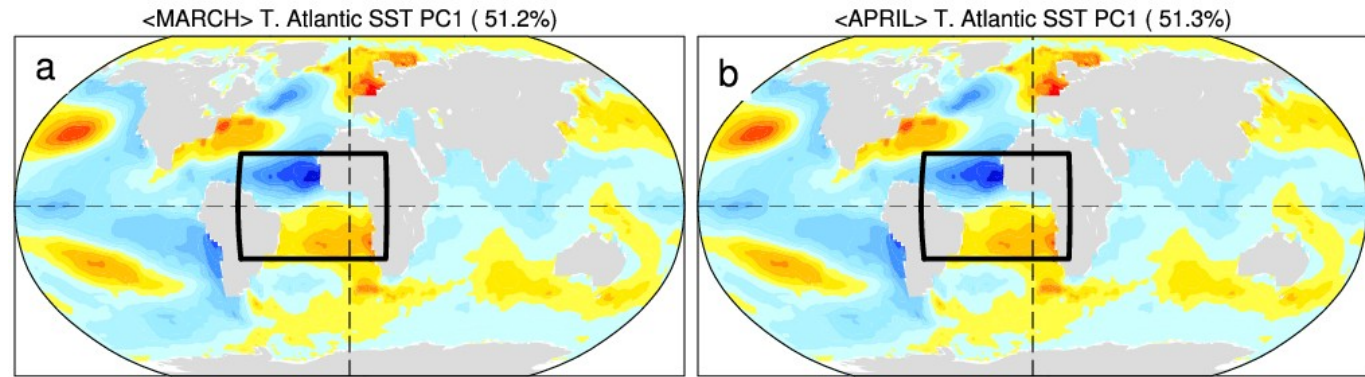 <MARCH> T. Atlantic SST PC1 ( 51.2%)
a
<APRIL> T. Atlantic SST PC1 ( 51.3%)
b